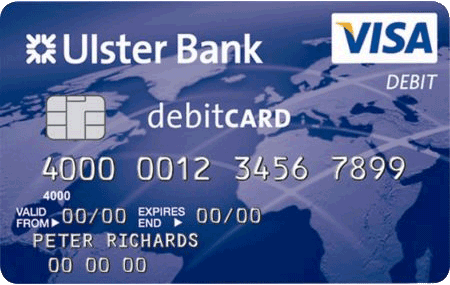 Ulster Bank
VISA
DEBIT
debitCARD
4000 0012 3456 7899
4000
VALID FROM▶ 00/00 EXPIRES END ▶ 00/00
PETER RICHARDS
00 00 00